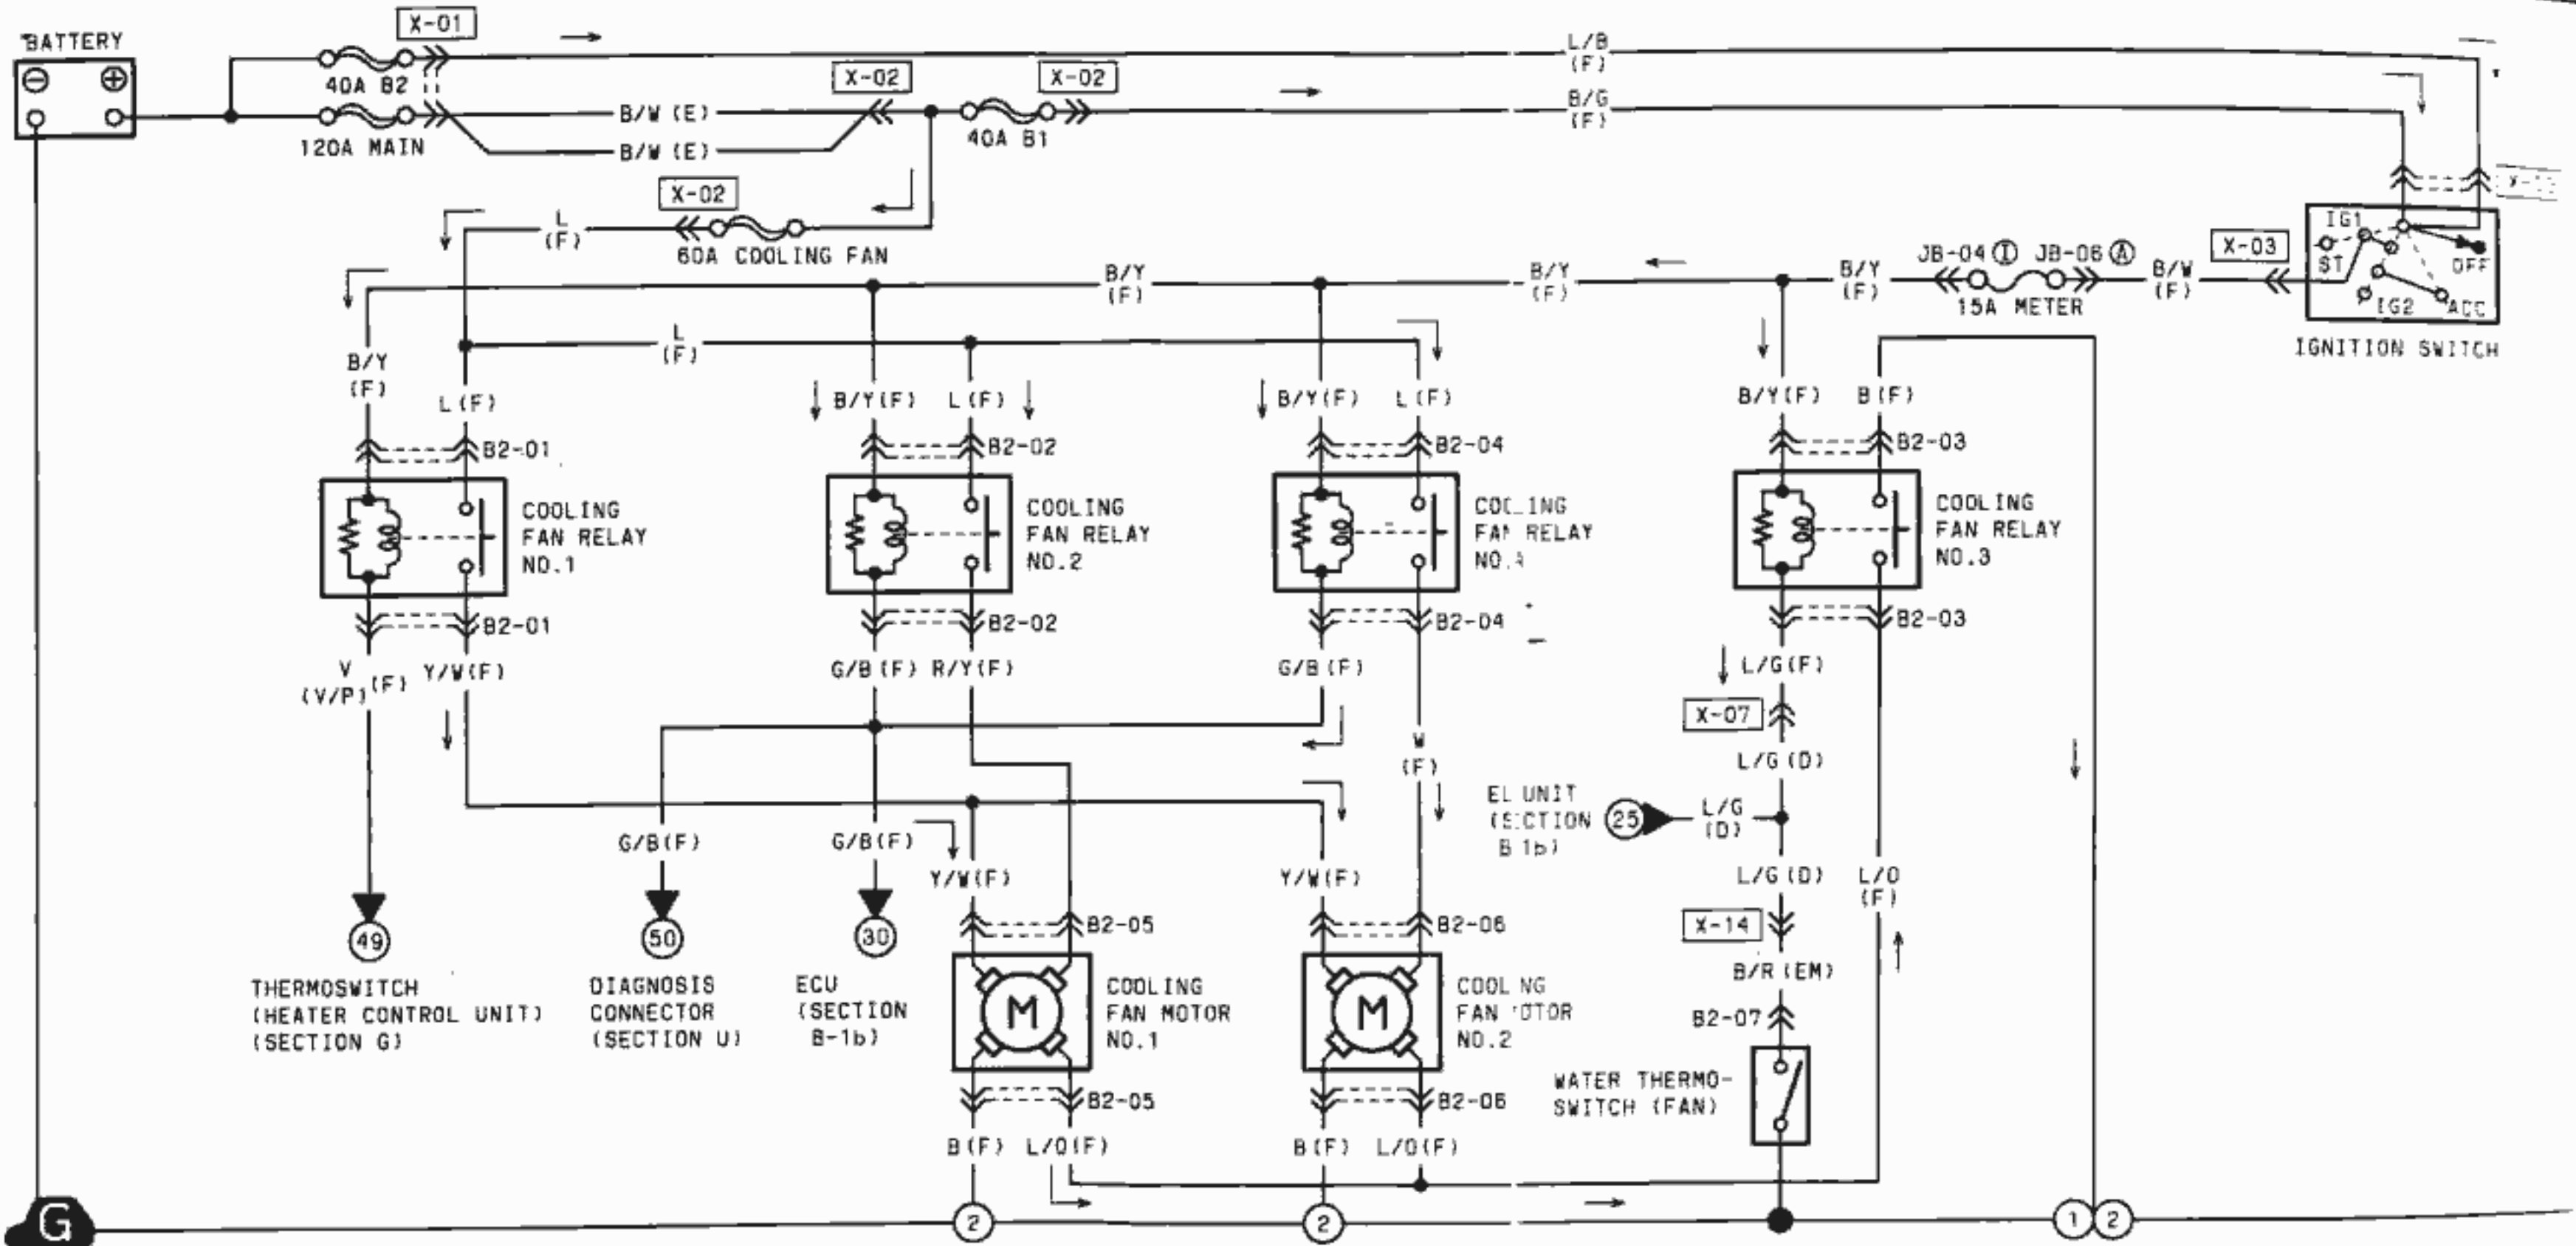 BATTERY
X-01
40A B2
120A MAIN
B/W (E)
B/W (E)
X-02
X-02
40A B1
L/B
(F)
B/G
(F)
X-02
L
(F)
60A COOLING FAN
B/Y
(F)
B/Y
(F)
B/Y
(F)
JB-04 I JB-06 A
15A METER
B/W
(F)
X-03
IG1
ST
OFF
IG2
ACC
IGNITION SWITCH
B/Y
(F)
L(F)
L
(F)
B/Y(F)
L(F)
B/Y(F)
L(F)
B/Y(F)
B(F)
B2-01
B2-02
B2-04
B2-03
COOLING
FAN RELAY
NO.1
COOLING
FAN RELAY
NO.2
RELAY
COOLING
FAN RELAY
NO.3
B2-01
B2-02
B2-04
B2-03
V
(V/P)
(F)
Y/W(F)
G/B(F)
R/Y(F)
G/B(F)
W
(F)
L/G(F)
X-07
L/G(D)
EL UNIT
B-1b)
25
L/G
(D)
L/G(D)
L/O
(F)
X-14
B/R(EM)
B2-07
WATER THERMO-
SWITCH (FAN)
G/B(F)
G/B(F)
Y/W(F)
Y/W(F)
49
50
30
THERMOSWITCH
(HEATER CONTROL UNIT)
(SECTION G)
DIAGNOSIS
CONNECTOR
(SECTION U)
ECU
(SECTION
B-1b)
B2-05
B2-06
M
COOLING
FAN MOTOR
NO.1
M
FAN
NO.2
B2-05
B2-06
B(F)
L/O(F)
B(F)
L/O(F)
G
2
2
1
2